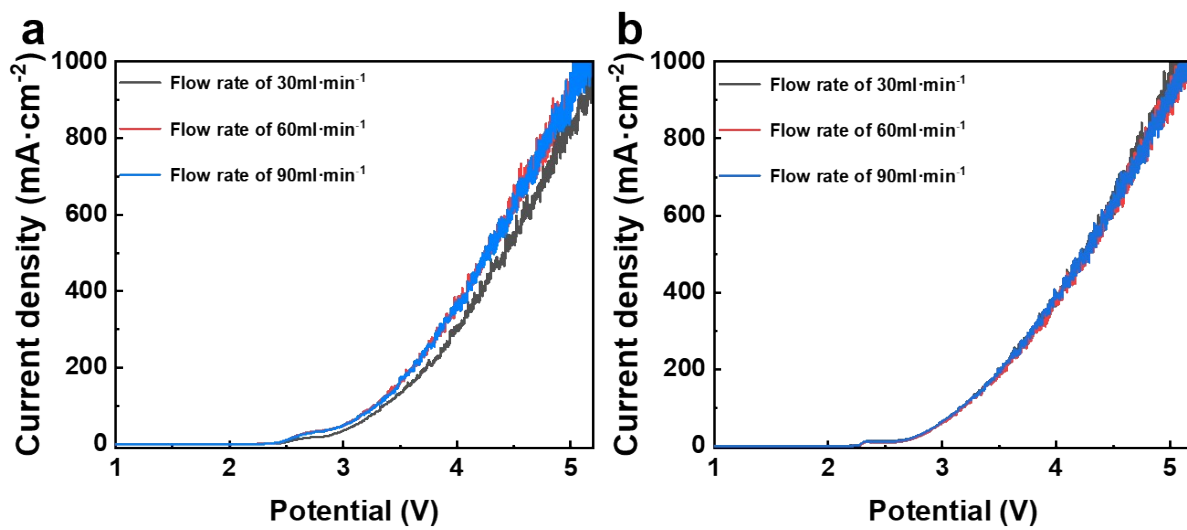 a
Current density (mA·cm⁻²)
1000
800
600
400
200
0
Flow rate of 30ml·min⁻¹
Flow rate of 60ml·min⁻¹
Flow rate of 90ml·min⁻¹
1 2 3 4 5
Potential (V)
b
Current density (mA·cm⁻²)
1000
800
600
400
200
0
Flow rate of 30ml·min⁻¹
Flow rate of 60ml·min⁻¹
Flow rate of 90ml·min⁻¹
1 2 3 4 5
Potential (V)